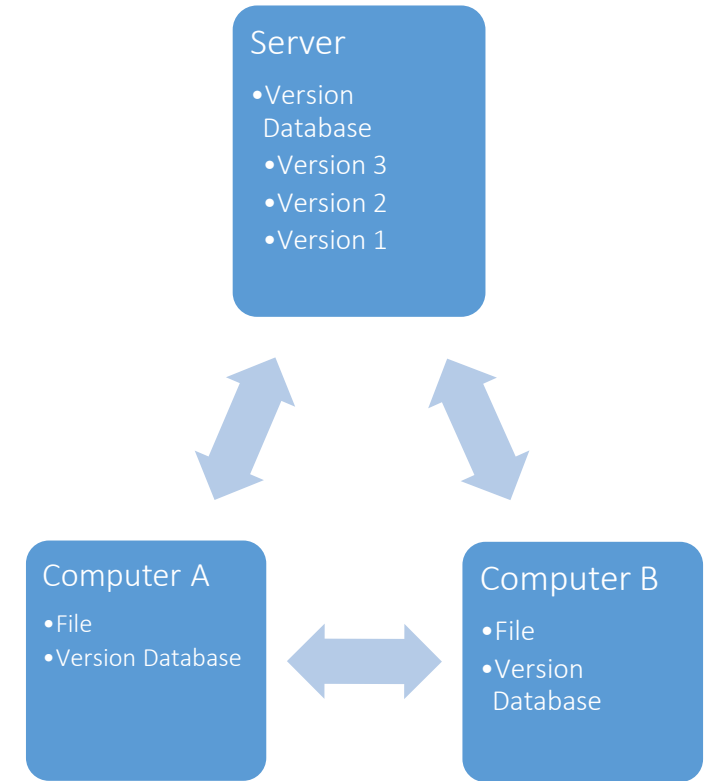 Server
•Version
Database
•Version 3
•Version 2
•Version 1
Computer A
•File
•Version Database
Computer B
•File
•Version
Database